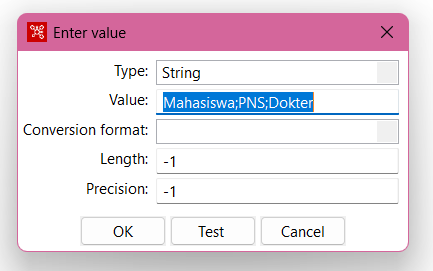 Enter value
Type: String
Value: Mahasiswa;PNS;Dokter
Conversion format:
Length: -1
Precision: -1
OK Test Cancel